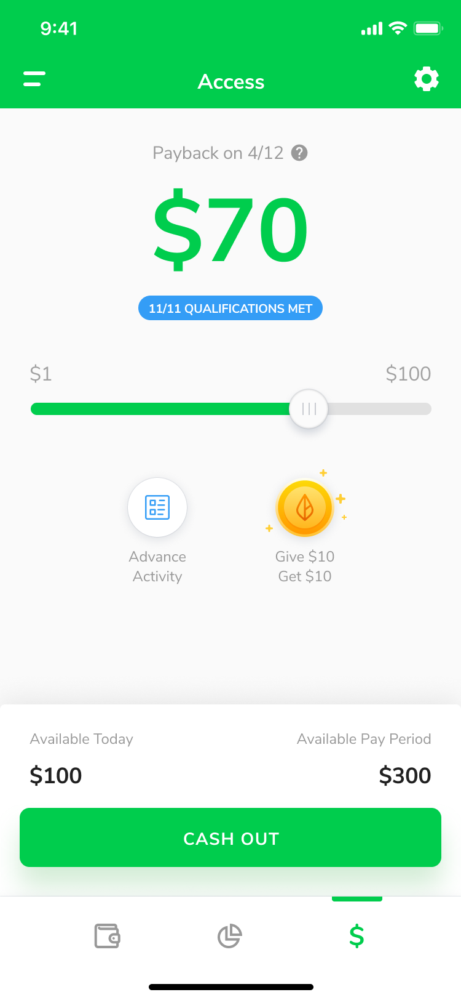 9:41
Access
Payback on 4/12 ?
$70
11/11 QUALIFICATIONS MET
$1 $100
Advance
Activity
Give $10
Get $10
Available Today Available Pay Period
$100 $300
CASH OUT
$